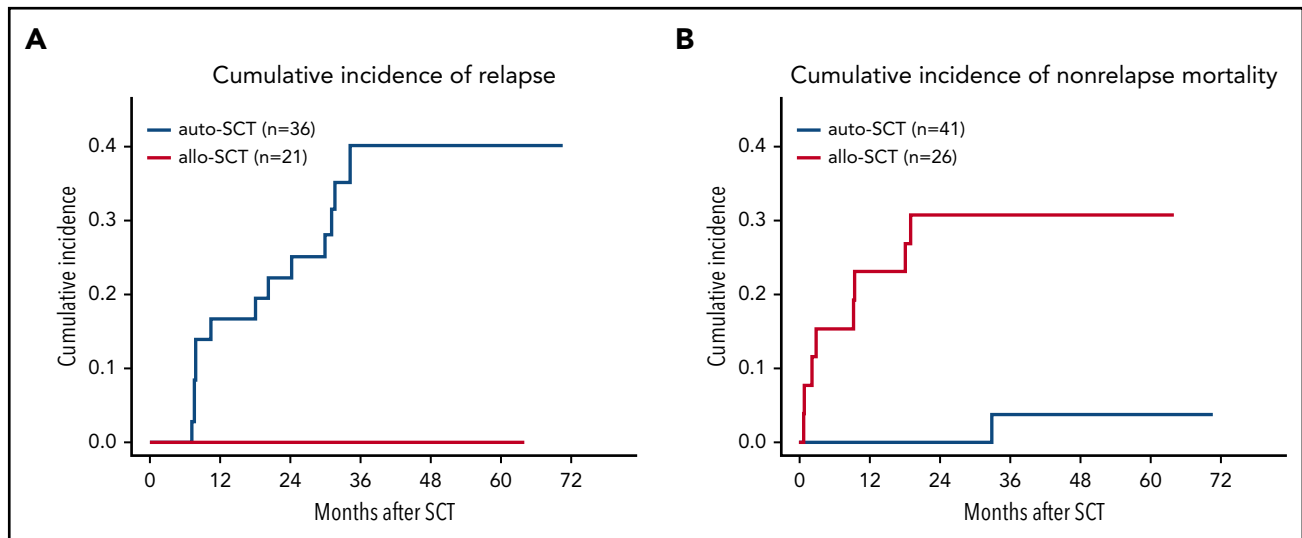 A
Cumulative incidence of relapse
auto-SCT (n=36)
allo-SCT (n=21)
0.4
0.3
0.2
0.1
0.0
Cumulative incidence
0 12 24 36 48 60 72
Months after SCT
B
Cumulative incidence of nonrelapse mortality
auto-SCT (n=41)
allo-SCT (n=26)
0.4
0.3
0.2
0.1
0.0
Cumulative incidence
0 12 24 36 48 60 72
Months after SCT